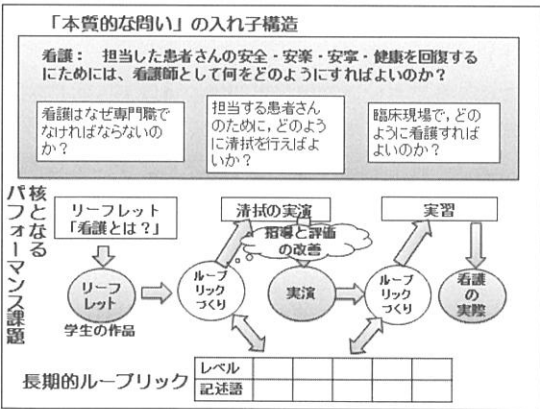 「本質的な問い」の入れ子構造
看護： 担当した患者さんの安全・安楽・安寧・健康を回復する
にためには、看護師として何をどのようにすればよいのか？
看護はなぜ専門職で
なければならないの
か？
担当する患者さん
のために，どのよう
に清拭を行えばよ
いか？
臨床現場で，どの
ように看護すれば
よいのか？
核となる
パフォーマンス課題
リーフレット
「看護とは？」
清拭の実演
実習
指導と評価
の改善
リーフ
レット
ルーブ
リック
づくり
実演
ルーブ
リック
づくり
看護
の
実際
学生の作品
長期的ルーブリック
レベル
記述語